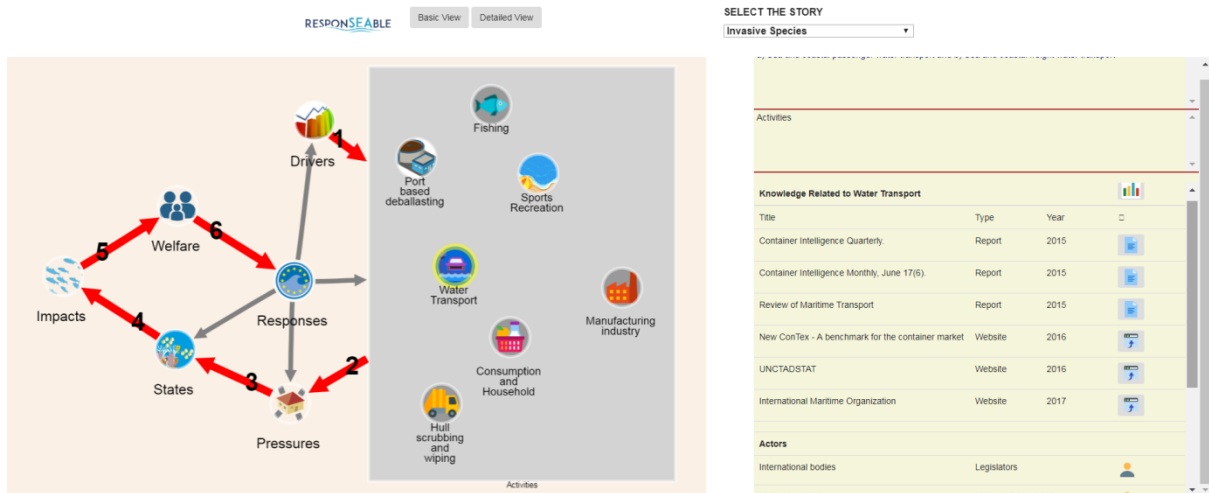 RESPONSEABLE
Basic View
Detailed View
SELECT THE STORY
Invasive Species
Drivers
1
Fishing
Port
based
deballasting
Sports
Recreation
Welfare
5
6
Water
Transport
Impacts
Responses
Manufacturing
industry
4
States
3
2
Consumption
and
Household
Pressures
Hull
scrubbing
and
wiping
Activities
Activities
Knowledge Related to Water Transport
Title Type Year
Container Intelligence Quarterly. Report 2015
Container Intelligence Monthly, June 17(6). Report 2015
Review of Maritime Transport Report 2015
New ConTex - A benchmark for the container market Website 2016
UNCTADSTAT Website 2016
International Maritime Organization Website 2017
Actors
International bodies Legislators